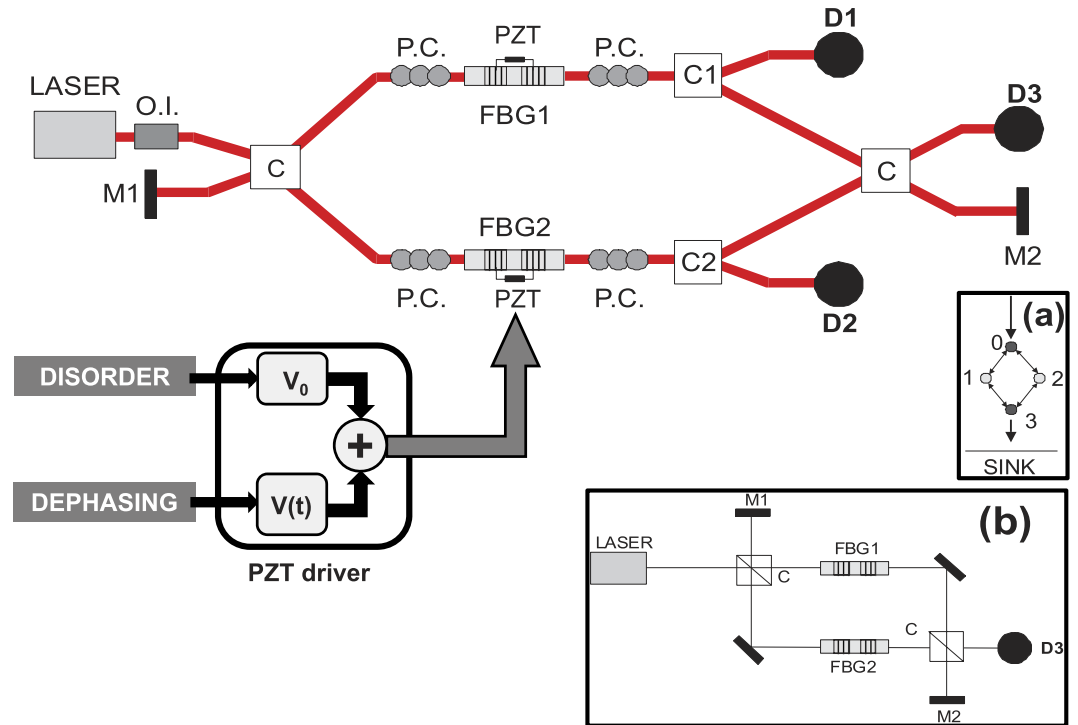 D1
P.C.
PZT
P.C.
LASER
O.I.
C1
FBG1
D3
C
C
M1
FBG2
C2
M2
P.C.
PZT
P.C.
D2
(a)
0
1
2
3
SINK
DISORDER
V0
+
DEPHASING
V(t)
PZT driver
(b)
M1
LASER
FBG1
C
C
D3
FBG2
M2